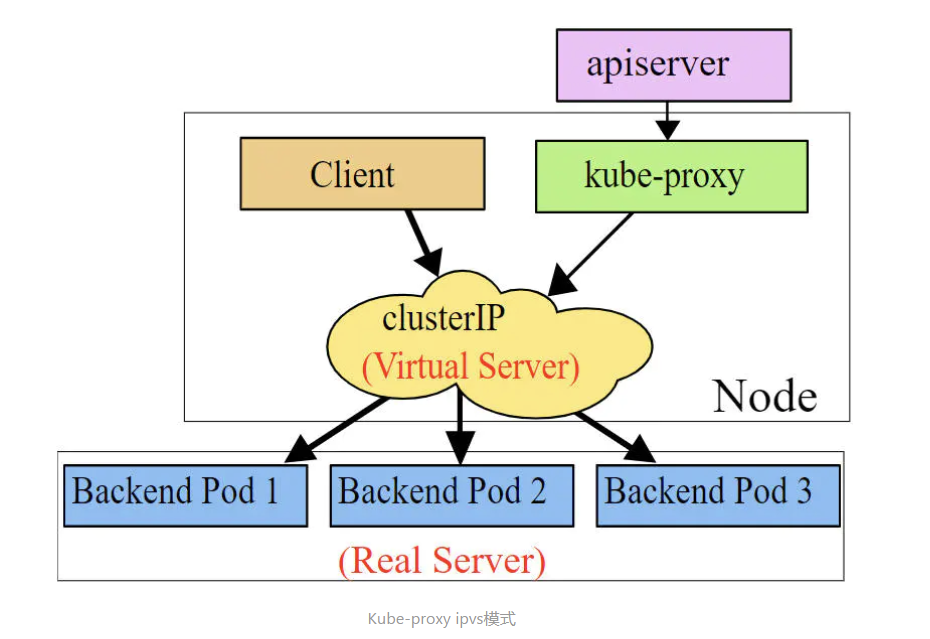 apiserver
Client
kube-proxy
clusterIP
(Virtual Server)
Node
Backend Pod 1
Backend Pod 2
Backend Pod 3
(Real Server)
Kube-proxy ipvs模式